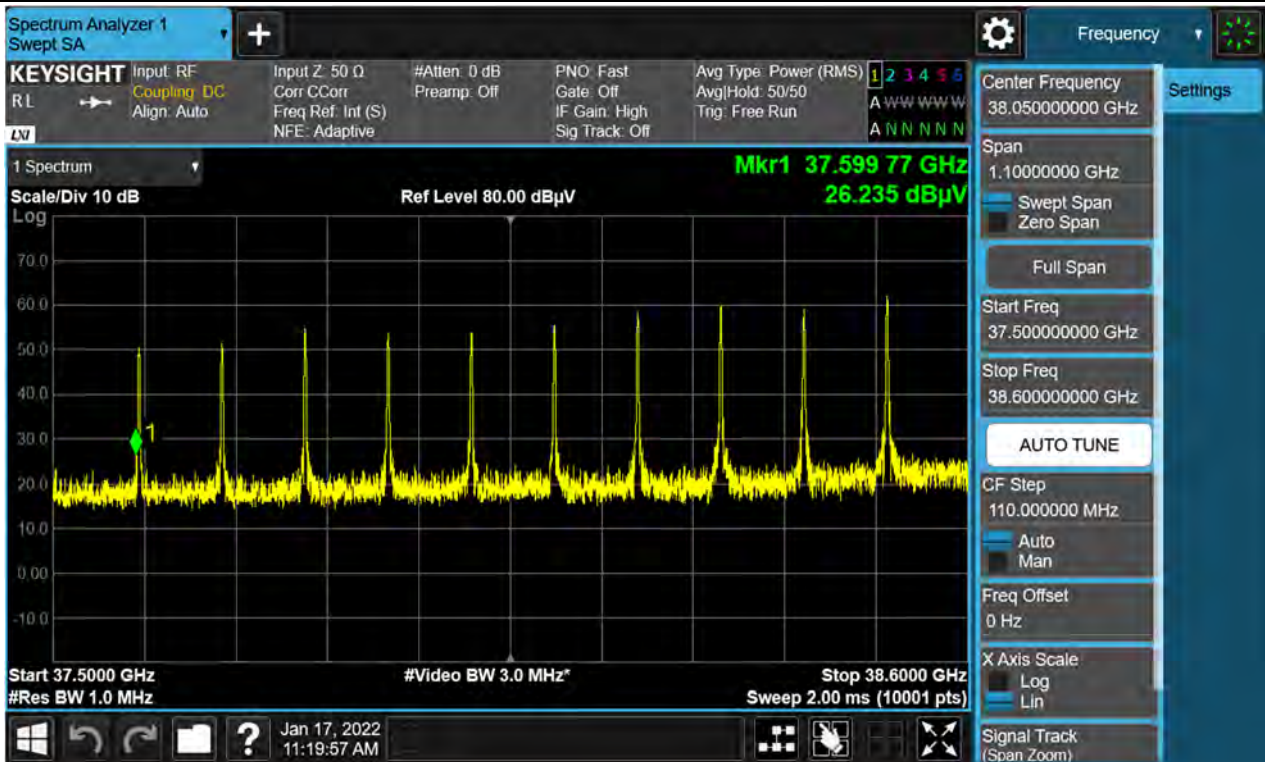 Spectrum Analyzer 1
Swept SA
+
Frequency
KEYSIGHT
RL
LXI
Input: RF
Coupling: DC
Align: Auto
Input Z: 50 Ω
Corr CCorr
Freq Ref: Int (S)
NFE: Adaptive
#Atten: 0 dB
Preamp: Off
PNO: Fast
Gate: Off
IF Gain: High
Sig Track: Off
Avg Type: Power (RMS)
Avg|Hold: 50/50
Trig: Free Run
1 2 3 4 5 6
A W W W W W
A N N N N N
1 Spectrum
Scale/Div 10 dB
Ref Level 80.00 dBµV
Mkr1 37.599 77 GHz
26.235 dBµV
Log
70.0
60.0
50.0
40.0
30.0
20.0
10.0
0.00
-10.0
1
Start 37.5000 GHz
#Video BW 3.0 MHz*
Stop 38.6000 GHz
#Res BW 1.0 MHz
Sweep 2.00 ms (10001 pts)
?
Jan 17, 2022
11:19:57 AM
Settings
Center Frequency
38.050000000 GHz
Span
1.10000000 GHz
Swept Span
Zero Span
Full Span
Start Freq
37.500000000 GHz
Stop Freq
38.600000000 GHz
AUTO TUNE
CF Step
110.000000 MHz
Auto
Man
Freq Offset
0 Hz
X Axis Scale
Log
Lin
Signal Track
(Span Zoom)